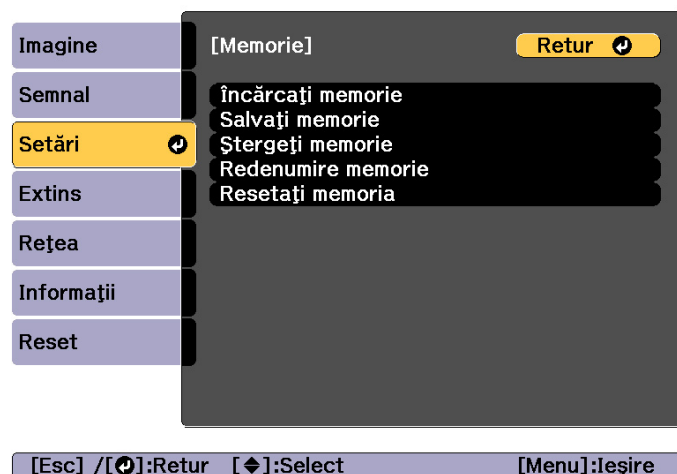 Imagine
Semnal
Setări
Extins
Reţea
Informaţii
Reset
[Memorie]
Retur
Încărcaţi memorie
Salvaţi memorie
Ştergeţi memorie
Redenumire memorie
Resetaţi memoria
[Esc] /[↵]:Retur [◆]:Select [Menu]:Ieşire